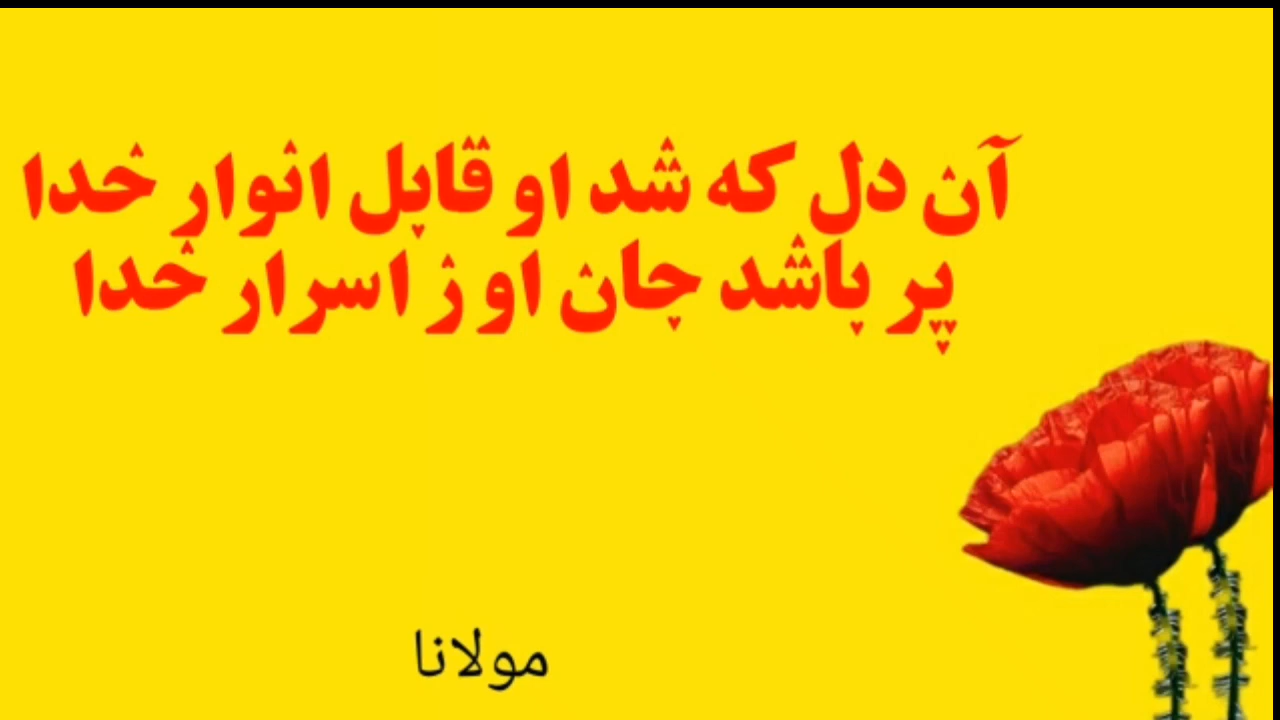 آن دل که شد او قابل انوار خدا
پر باشد جان او ز اسرار خدا
مولانا